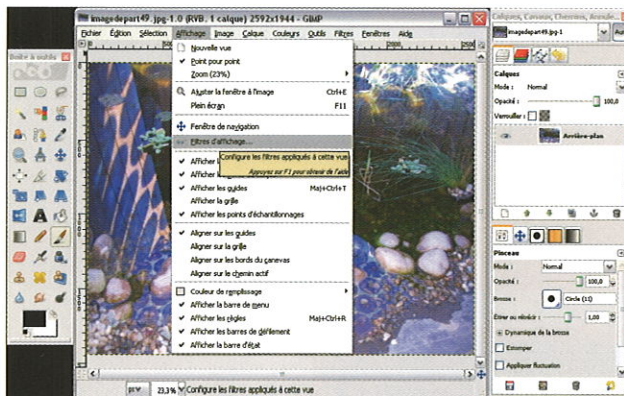 imagedepart49.jpg-1.0 (RVB, 1 calque) 2592x1944 - GIMP
Fichier Édition Sélection Affichage Image Calque Couleurs Outils Filtres Fenêtres Aide
Boîte à outils
Nouvelle vue
Point pour point
Zoom (23%)
Ajuster la fenêtre à l'image Ctrl+E
Plein écran F11
Fenêtre de navigation
Filtres d'affichage...
Configure les filtres appliqués à cette vue
Appuyez sur F1 pour obtenir de l'aide
Afficher
Afficher
Afficher les guides Maj+Ctrl+T
Afficher la grille
Afficher les points d'échantillonnages
Aligner sur les guides
Aligner sur la grille
Aligner sur les bords du canevas
Aligner sur le chemin actif
Couleur de remplissage
Afficher la barre de menu
Afficher les règles Maj+Ctrl+R
Afficher les barres de défilement
Afficher la barre d'état
px 23,3% Configure les filtres appliqués à cette vue
Calques, Canaux, Chemins, Annule...
imagedepart49.jpg-1
Calques
Mode : Normal
Opacité : 100,0
Verrouiller :
Arrière-plan
Pinceau
Mode : Normal
Opacité : 100,0
Brosse : Circle (11)
Étirer ou rétrécir : 1,00
Dynamique de la brosse
Estomper
Appliquer fluctuation